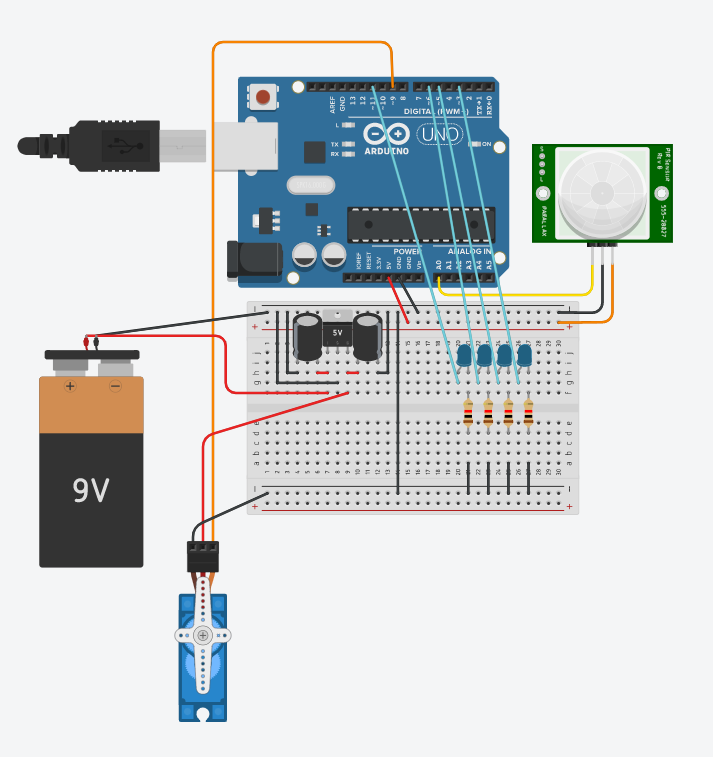 AREF
GND
13
12
~11
~10
~9
8
7
~6
~5
4
~3
2
TX→1
RX←0
DIGITAL (PWM~)
L
TX
RX
UNO
ARDUINO
ON
POWER
ANALOG IN
IOREF
RESET
3.3V
5V
GND
GND
Vin
A0
A1
A2
A3
A4
A5
PIR Sensor
Rev B
555-28027
PARALLAX
5V
9V
+
−
j
i
h
g
f
e
d
c
b
a